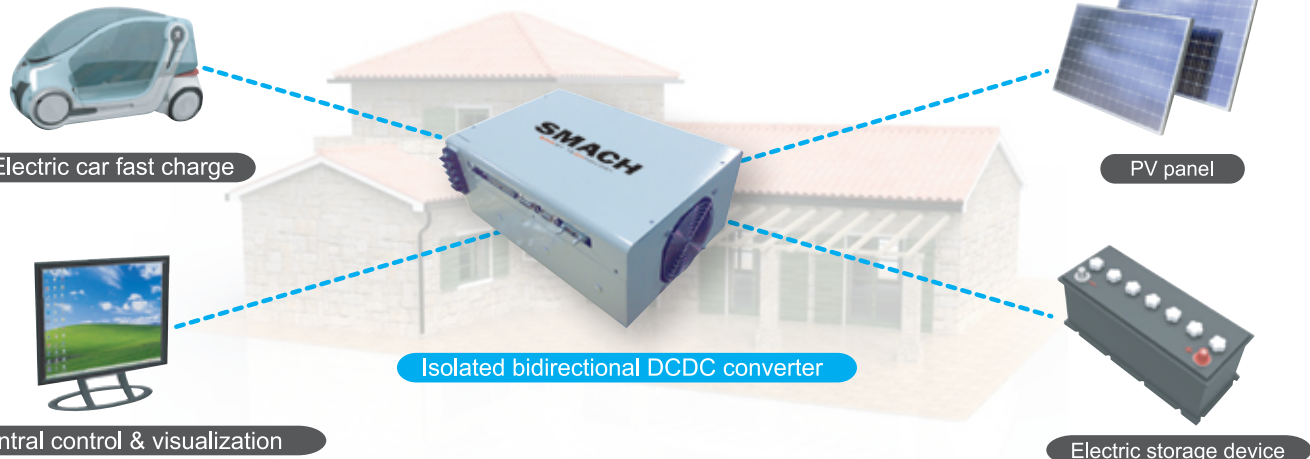 SMACH
Electric car fast charge
PV panel
Isolated bidirectional DCDC converter
ntral control & visualization
Electric storage device